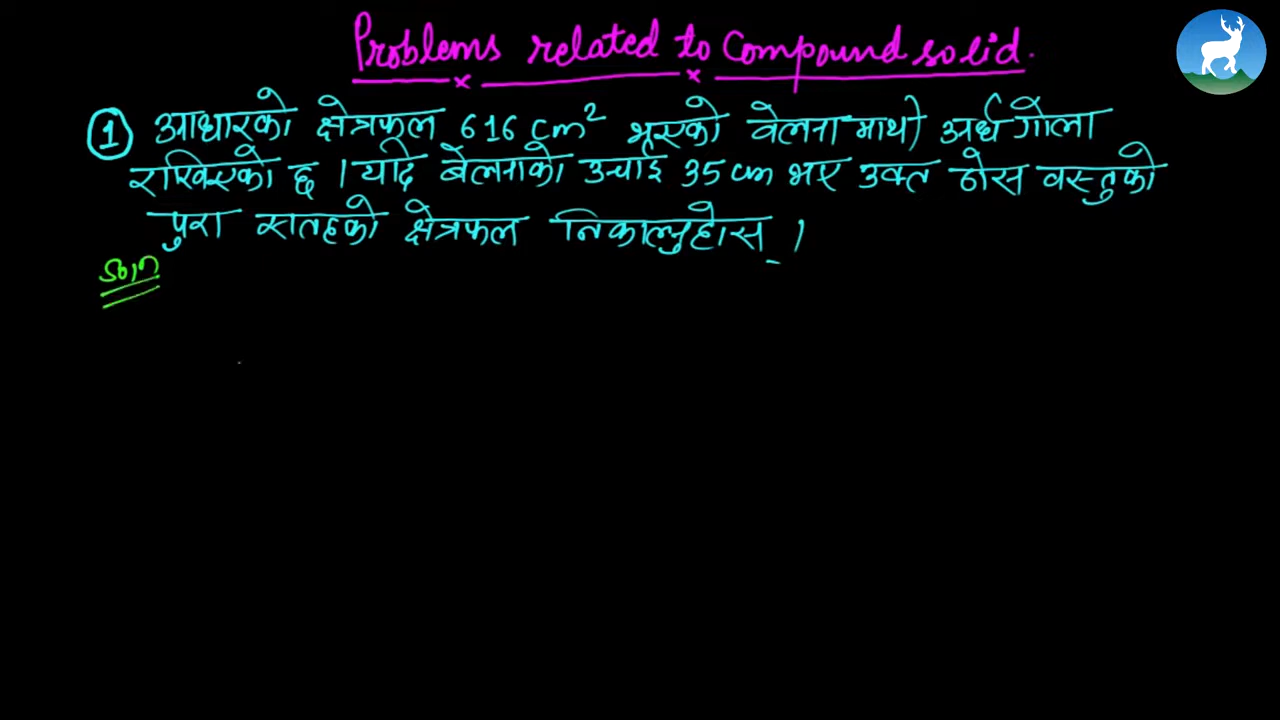 Problems related to Compound solid.
① आधारको क्षेत्रफल 616 cm² भएको वेलना माथी अर्ध गोला
राखिएको छ । यदि बेलनाको उचाइ 35 cm भए उक्त ठोस वस्तुको
पुरा सतहको क्षेत्रफल निकाल्नुहोस् ।
Soln